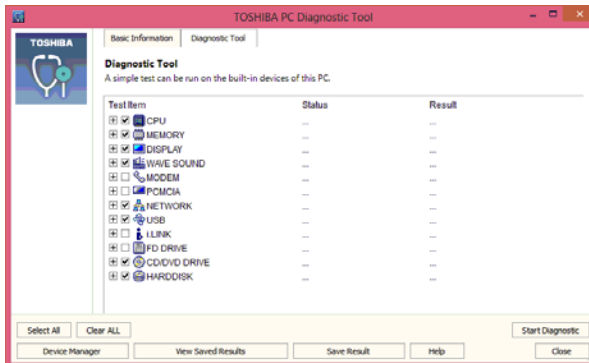 TOSHIBA PC Diagnostic Tool
TOSHIBA
Basic Information Diagnostic Tool
Diagnostic Tool
A simple test can be run on the built-in devices of this PC.
Test Item Status Result
CPU ... ...
MEMORY ... ...
DISPLAY ... ...
WAVE SOUND ... ...
MODEM ... ...
PCMCIA ... ...
NETWORK ... ...
USB ... ...
i.LINK ... ...
FD DRIVE ... ...
CD/DVD DRIVE ... ...
HARDDISK ... ...
Select All Clear ALL Start Diagnostic
Device Manager View Saved Results Save Result Help Close